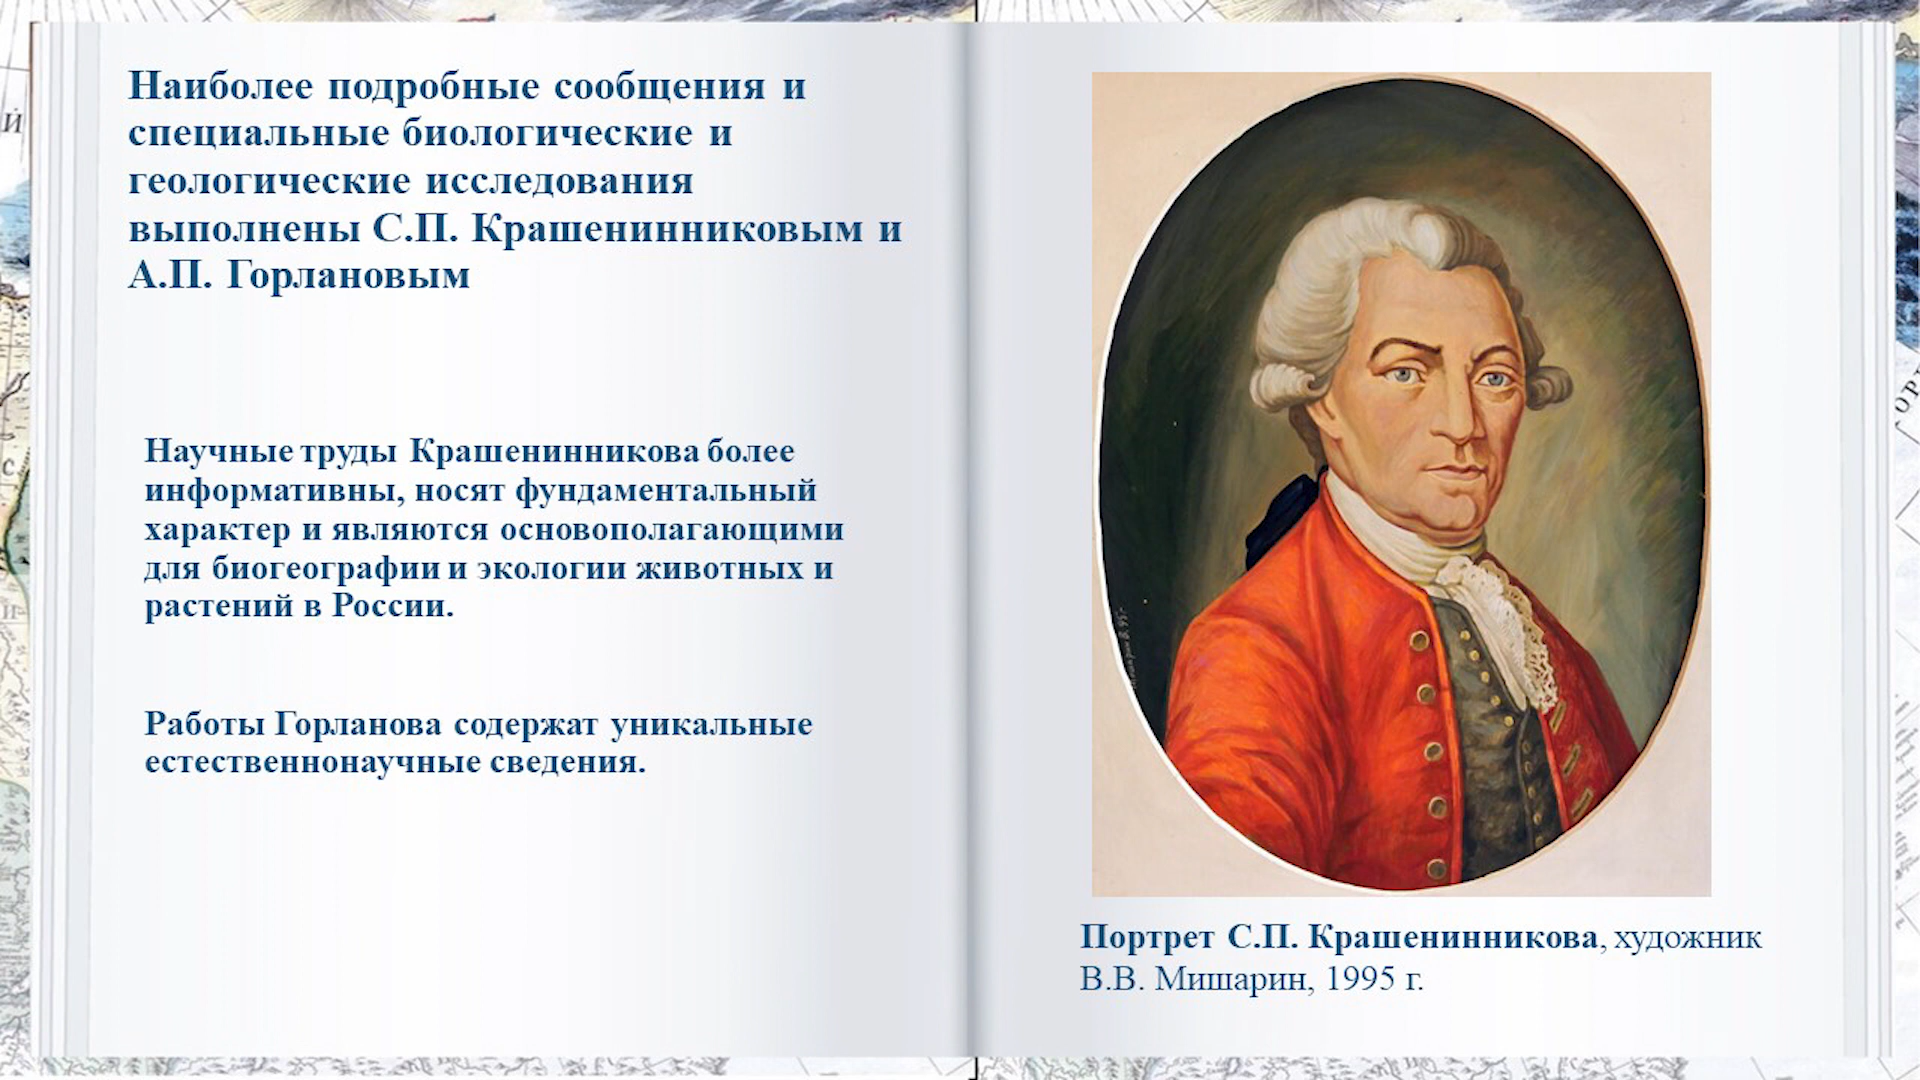 Наиболее подробные сообщения и
специальные биологические и
геологические исследования
выполнены С.П. Крашенинниковым и
А.П. Горлановым
Научные труды Крашенинникова более
информативны, носят фундаментальный
характер и являются основополагающими
для биогеографии и экологии животных и
растений в России.
Работы Горланова содержат уникальные
естественнонаучные сведения.
Портрет С.П. Крашенинникова, художник
В.В. Мишарин, 1995 г.